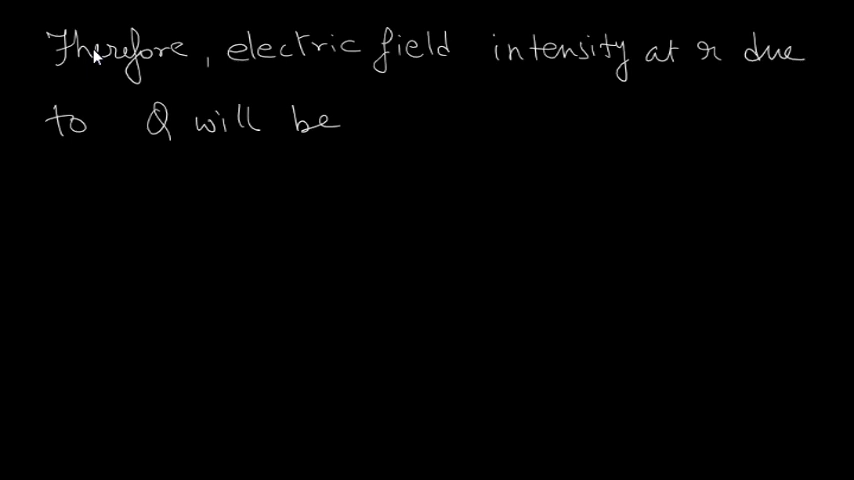 Therefore, electric field intensity at r due
to Q will be